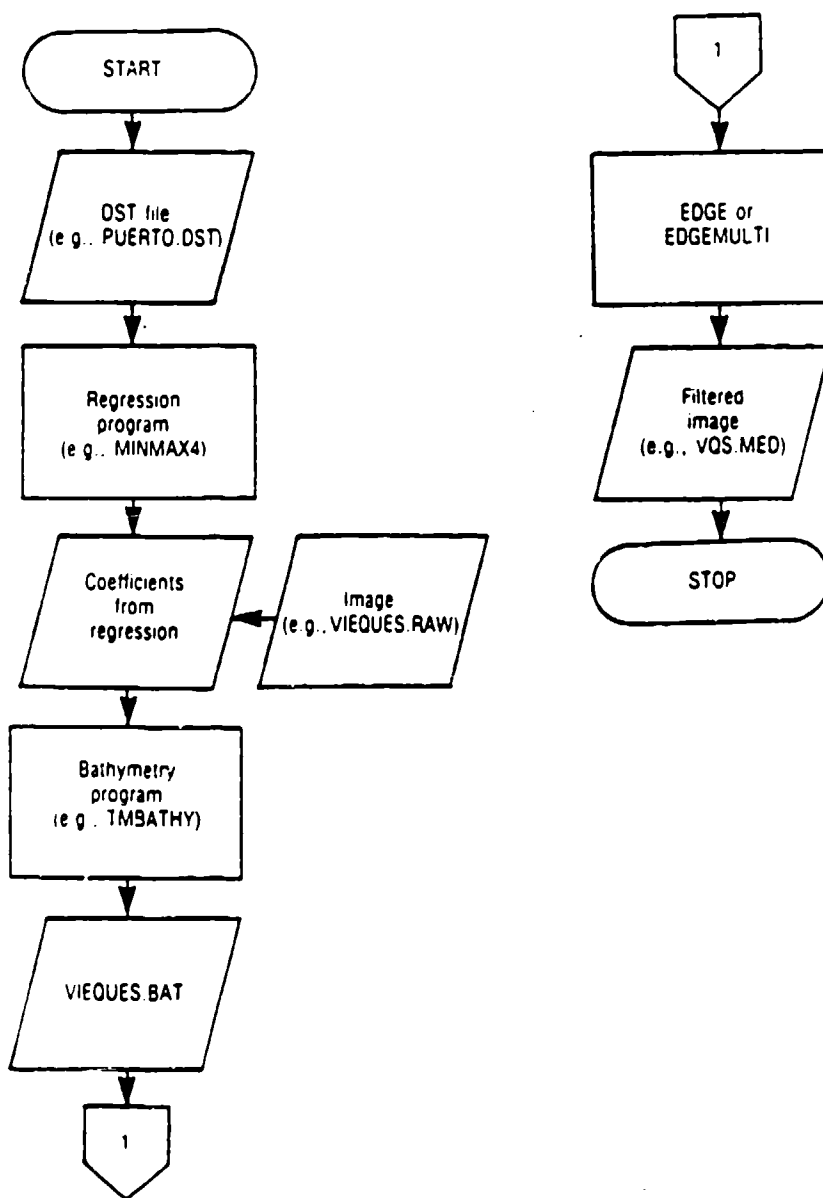 START
DST file
(e.g., PUERTO.DST)
Regression
program
(e.g., MINMAX4)
Coefficients
from
regression
Image
(e.g., VIEQUES.RAW)
Bathymetry
program
(e.g., TMBATHY)
VIEQUES.BAT
1
1
EDGE or
EDGEMULTI
Filtered
image
(e.g., VQS.MED)
STOP